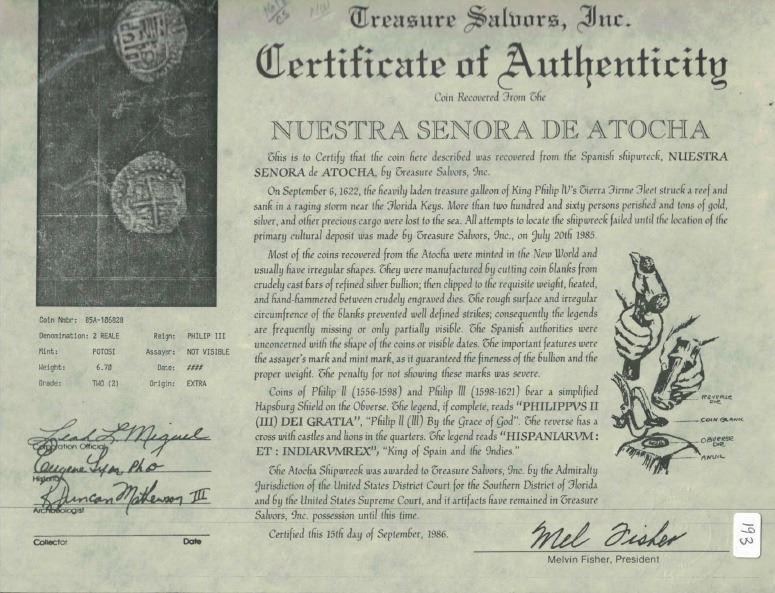 Treasure Salvors, Inc.
Certificate of Authenticity
Coin Recovered From The
NUESTRA SENORA DE ATOCHA
This is to Certify that the coin here described was recovered from the Spanish shipwreck, NUESTRA
SENORA de ATOCHA, by Treasure Salvors, Inc.
On September 6, 1622, the heavily laden treasure galleon of King Philip IV's Tierra Firme Fleet struck a reef and
sank in a raging storm near the Florida Keys. More than two hundred and sixty persons perished and tons of gold,
silver, and other precious cargo were lost to the sea. All attempts to locate the shipwreck failed until the location of the
primary cultural deposit was made by Treasure Salvors, Inc., on July 20th 1985.
Most of the coins recovered from the Atocha were minted in the New World and
usually have irregular shapes. They were manufactured by cutting coin blanks from
crudely cast bars of refined silver bullion; then clipped to the requisite weight, heated,
and hand-hammered between crudely engraved dies. The rough surface and irregular
circumfrence of the blanks prevented well defined strikes; consequently the legends
are frequently missing or only partially visible. The Spanish authorities were
unconcerned with the shape of the coins or visible dates. The important features were
the assayer's mark and mint mark, as it guaranteed the fineness of the bullion and the
proper weight. The penalty for not showing these marks was severe.
Coins of Philip II (1556-1598) and Philip III (1598-1621) bear a simplified
Hapsburg Shield on the Obverse. The legend, if complete, reads "PHILIPPVS II
(III) DEI GRATIA", "Philip II (III) By the Grace of God". The reverse has a
cross with castles and lions in the quarters. The legend reads "HISPANIARVM:
ET : INDIARVMREX", "King of Spain and the Indies."
The Atocha Shipwreck was awarded to Treasure Salvors, Inc. by the Admiralty
Jurisdiction of the United States District Court for the Southern District of Florida
and by the United States Supreme Court, and it artifacts have remained in Treasure
Salvors, Inc. possession until this time.
Certified this 15th day of September, 1986.
REVERSE DIE
COIN BLANK
OBVERSE DIE
ANVIL
Coin Nmbr: 85A-106828
Denomination: 2 REALE Reign: PHILIP III
Mint: POTOSI Assayer: NOT VISIBLE
Weight: 6.70 Date: ####
Grade: TWO (2) Origin: EXTRA
Leah L Miguel
Corporation Officer
Eugene Lyon, PhD
Historian
R Duncan Mathewson III
Archaeologist
Collector Date
Mel Fisher
Melvin Fisher, President
193